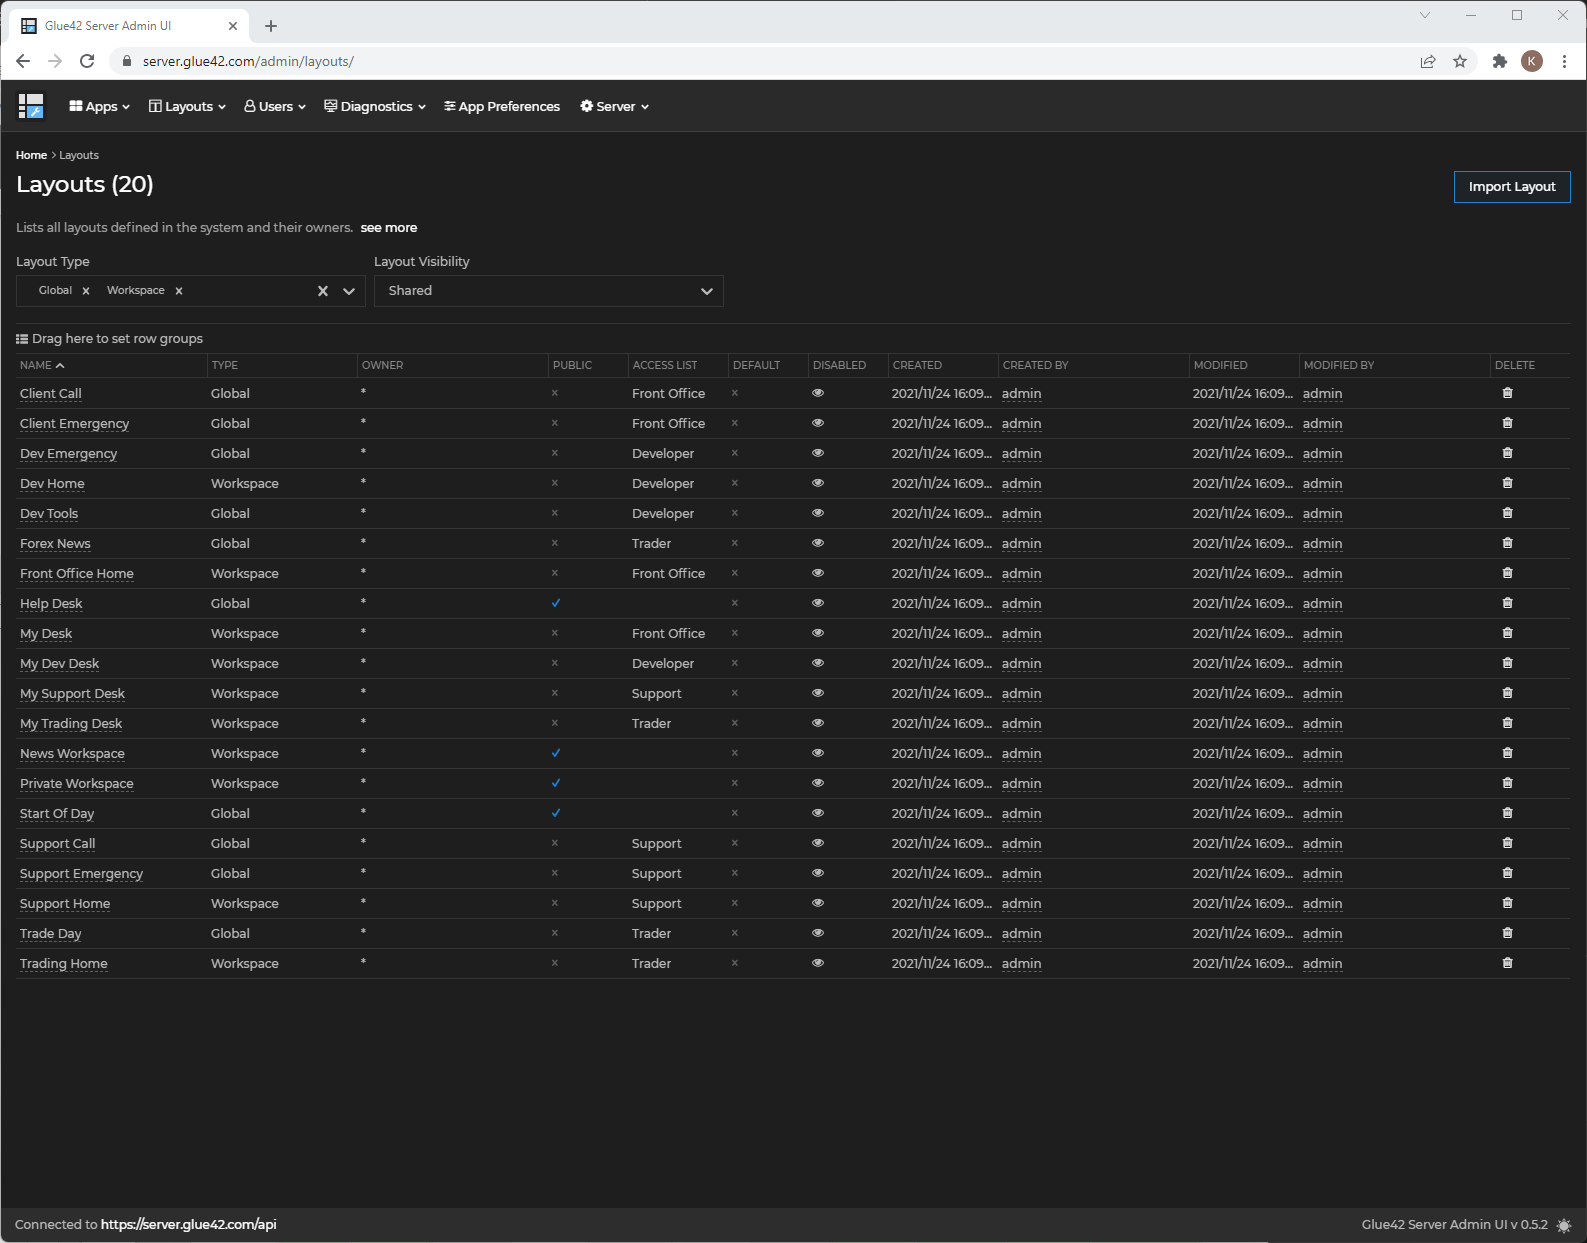 Glue42 Server Admin UI
server.glue42.com/admin/layouts/
K
Apps Layouts Users Diagnostics App Preferences Server
Home > Layouts
Layouts (20)
Import Layout
Lists all layouts defined in the system and their owners. see more
Layout Type Layout Visibility
Global × Workspace × Shared
Drag here to set row groups
NAME TYPE OWNER PUBLIC ACCESS LIST DEFAULT DISABLED CREATED CREATED BY MODIFIED MODIFIED BY DELETE
Client Call Global * × Front Office × 2021/11/24 16:09... admin 2021/11/24 16:09... admin
Client Emergency Global * × Front Office × 2021/11/24 16:09... admin 2021/11/24 16:09... admin
Dev Emergency Global * × Developer × 2021/11/24 16:09... admin 2021/11/24 16:09... admin
Dev Home Workspace * × Developer × 2021/11/24 16:09... admin 2021/11/24 16:09... admin
Dev Tools Global * × Developer × 2021/11/24 16:09... admin 2021/11/24 16:09... admin
Forex News Global * × Trader × 2021/11/24 16:09... admin 2021/11/24 16:09... admin
Front Office Home Workspace * × Front Office × 2021/11/24 16:09... admin 2021/11/24 16:09... admin
Help Desk Global * ✓ × 2021/11/24 16:09... admin 2021/11/24 16:09... admin
My Desk Workspace * × Front Office × 2021/11/24 16:09... admin 2021/11/24 16:09... admin
My Dev Desk Workspace * × Developer × 2021/11/24 16:09... admin 2021/11/24 16:09... admin
My Support Desk Workspace * × Support × 2021/11/24 16:09... admin 2021/11/24 16:09... admin
My Trading Desk Workspace * × Trader × 2021/11/24 16:09... admin 2021/11/24 16:09... admin
News Workspace Workspace * ✓ × 2021/11/24 16:09... admin 2021/11/24 16:09... admin
Private Workspace Workspace * ✓ × 2021/11/24 16:09... admin 2021/11/24 16:09... admin
Start Of Day Global * ✓ × 2021/11/24 16:09... admin 2021/11/24 16:09... admin
Support Call Global * × Support × 2021/11/24 16:09... admin 2021/11/24 16:09... admin
Support Emergency Global * × Support × 2021/11/24 16:09... admin 2021/11/24 16:09... admin
Support Home Workspace * × Support × 2021/11/24 16:09... admin 2021/11/24 16:09... admin
Trade Day Global * × Trader × 2021/11/24 16:09... admin 2021/11/24 16:09... admin
Trading Home Workspace * × Trader × 2021/11/24 16:09... admin 2021/11/24 16:09... admin
Connected to https://server.glue42.com/api Glue42 Server Admin UI v 0.5.2